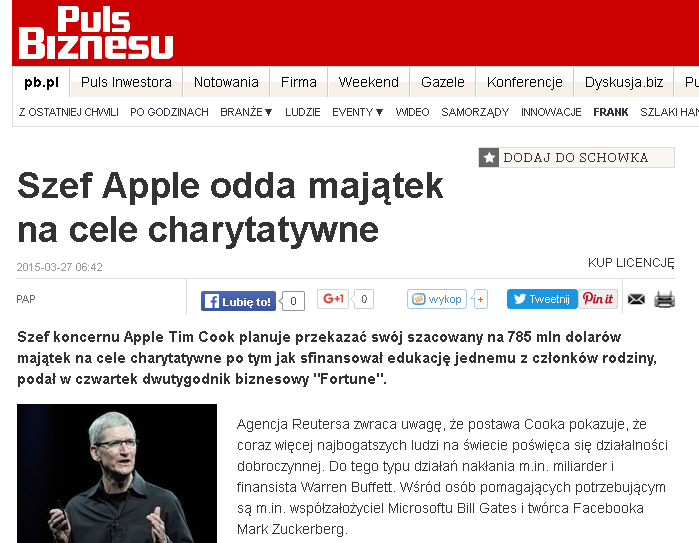 Puls
Biznesu
pb.pl Puls Inwestora Notowania Firma Weekend Gazele Konferencje Dyskusja.biz Pu
Z OSTATNIEJ CHWILI PO GODZINACH BRANŻE▼ LUDZIE EVENTY▼ WIDEO SAMORZĄDY INNOWACJE FRANK SZLAKI HAN
DODAJ DO SCHOWKA
Szef Apple odda majątek
na cele charytatywne
2015-03-27 06:42
KUP LICENCJĘ
PAP
Lubię to! 0 G+1 0 wykop + Tweetnij Pin it
Szef koncernu Apple Tim Cook planuje przekazać swój szacowany na 785 mln dolarów
majątek na cele charytatywne po tym jak sfinansował edukację jednemu z członków rodziny,
podał w czwartek dwutygodnik biznesowy "Fortune".
Agencja Reutersa zwraca uwagę, że postawa Cooka pokazuje, że
coraz więcej najbogatszych ludzi na świecie poświęca się działalności
dobroczynnej. Do tego typu działań nakłania m.in. miliarder i
finansista Warren Buffett. Wśród osób pomagających potrzebującym
są m.in. współzałożyciel Microsoftu Bill Gates i twórca Facebooka
Mark Zuckerberg.